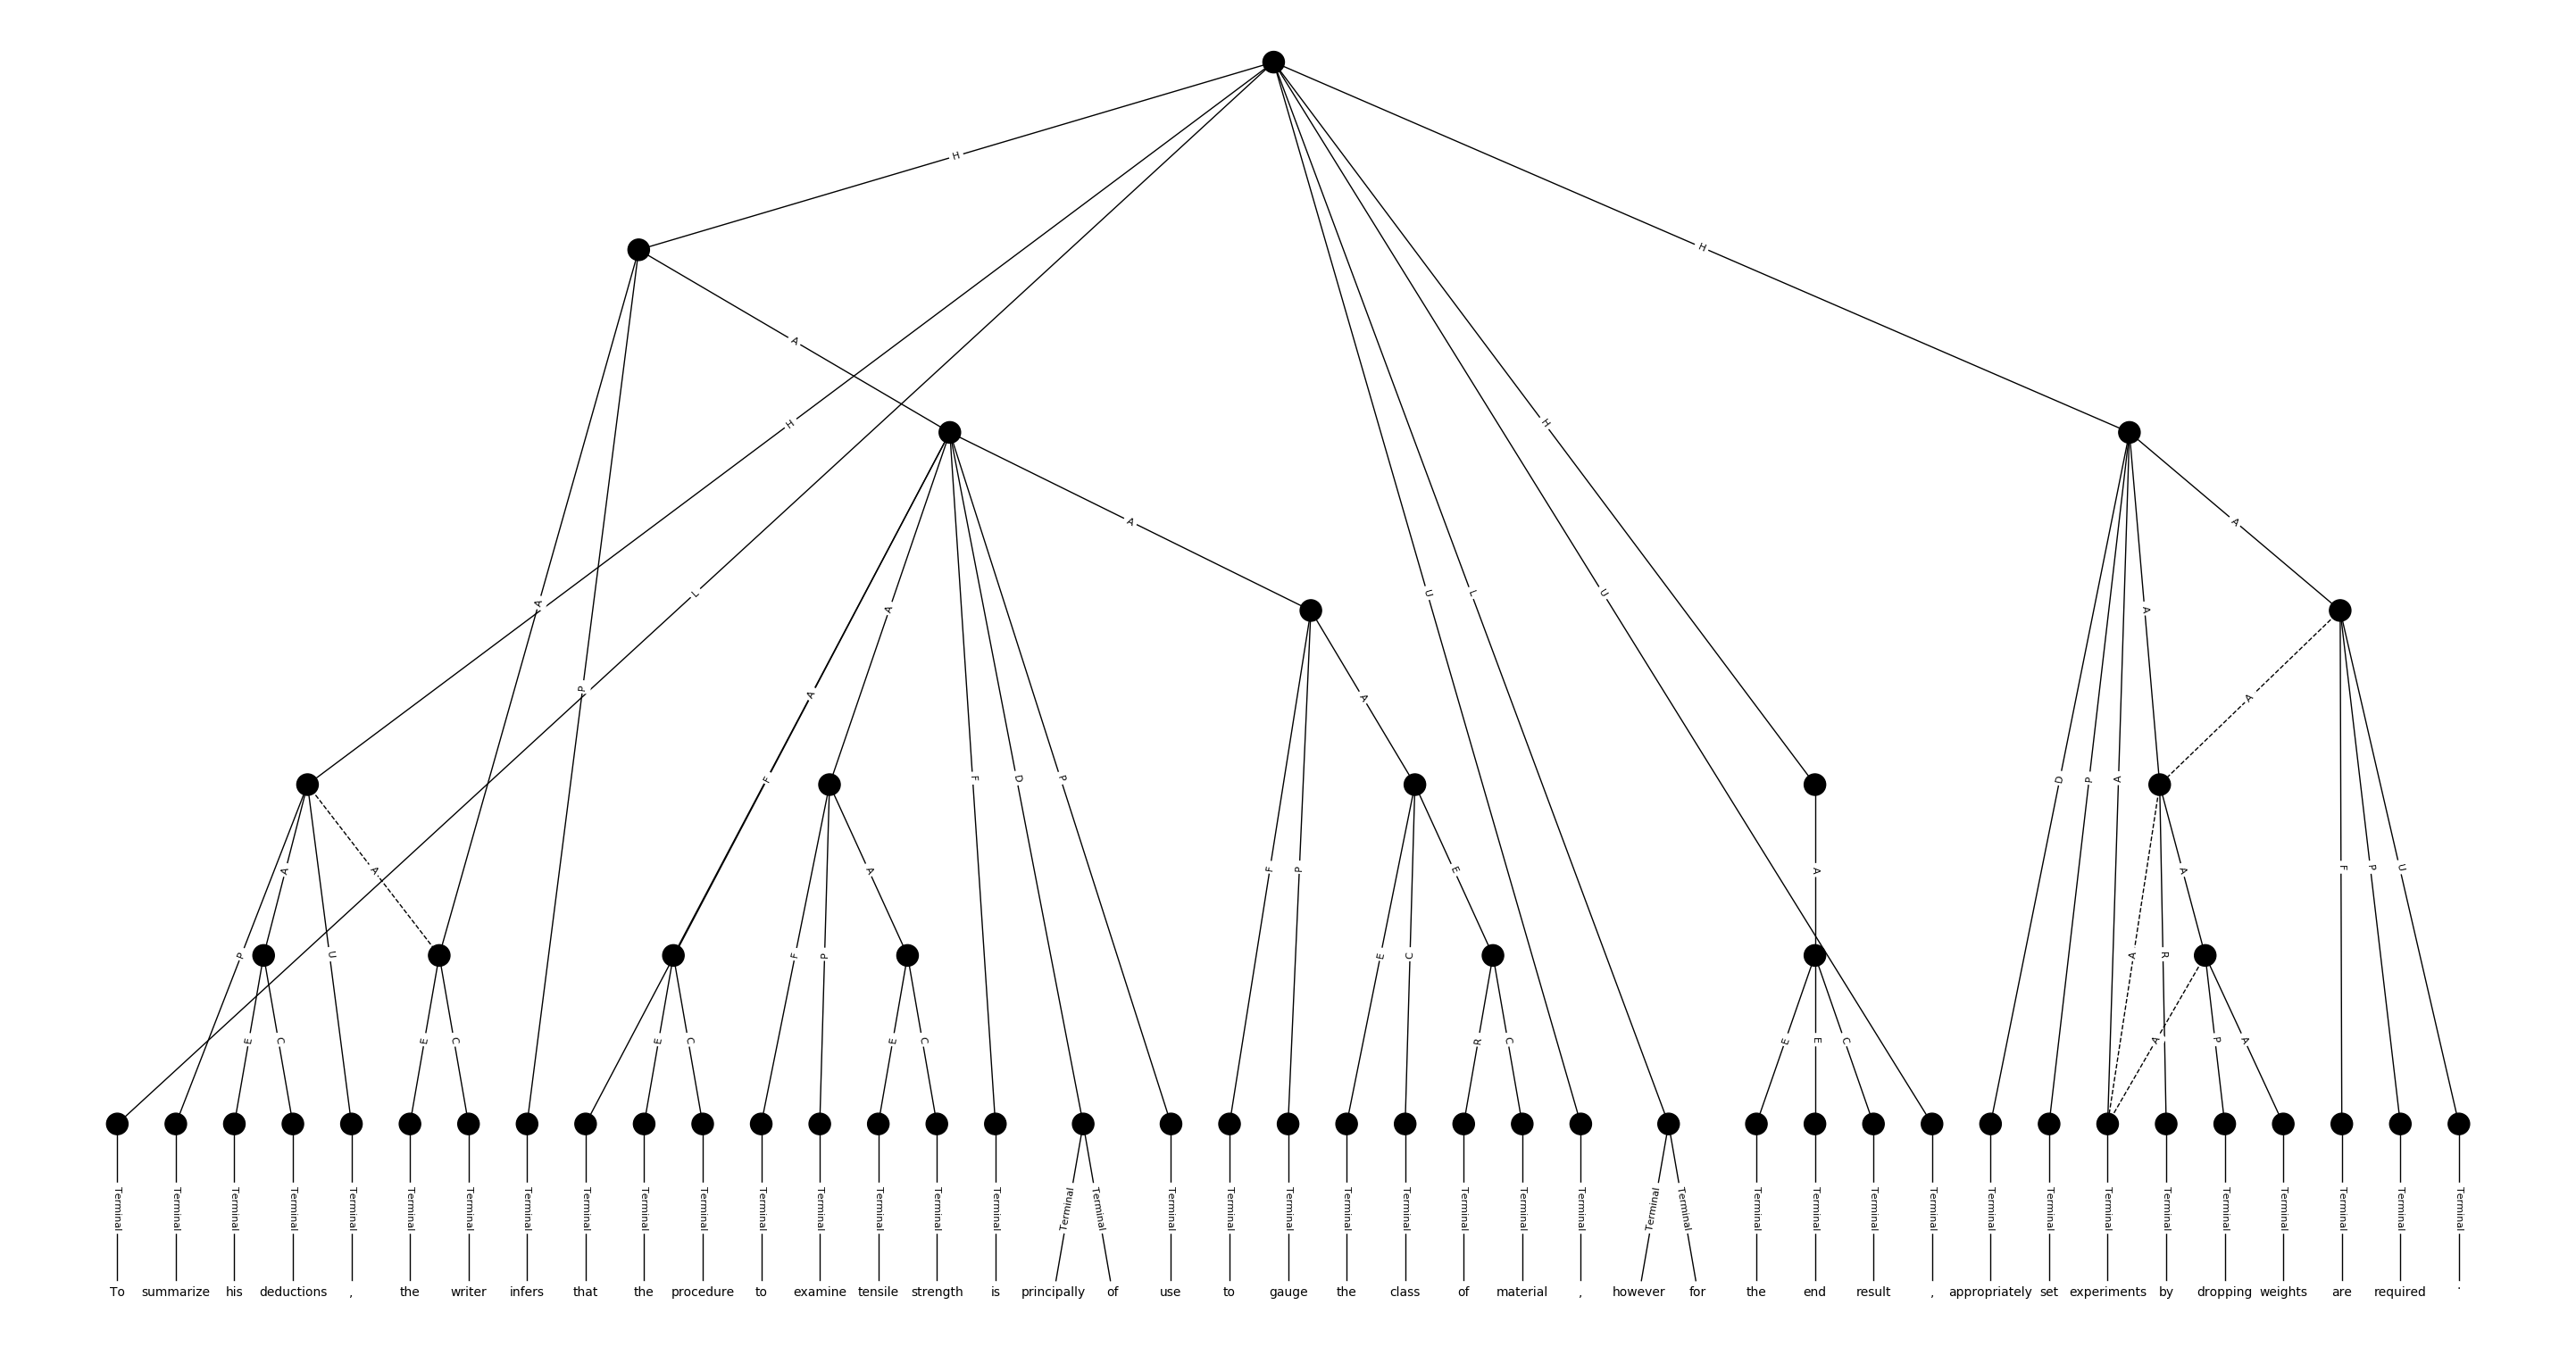 H
H
A
H
H
A
A
A
L
U
L
U
A
A
P
A
A
A
F
F
D
P
D
P
A
A
A
A
F
P
A
E
A
A
F
P
U
P
U
F
P
E
C
A
R
E
C
E
C
E
C
E
C
R
C
E
E
C
A
P
A
Terminal Terminal Terminal Terminal Terminal Terminal Terminal Terminal Terminal Terminal Terminal Terminal Terminal Terminal Terminal Terminal Terminal Terminal Terminal Terminal Terminal Terminal Terminal Terminal Terminal Terminal Terminal Terminal Terminal Terminal Terminal Terminal Terminal Terminal Terminal Terminal Terminal Terminal Terminal Terminal Terminal
To summarize his deductions , the writer infers that the procedure to examine tensile strength is principally of use to gauge the class of material , however for the end result , appropriately set experiments by dropping weights are required .